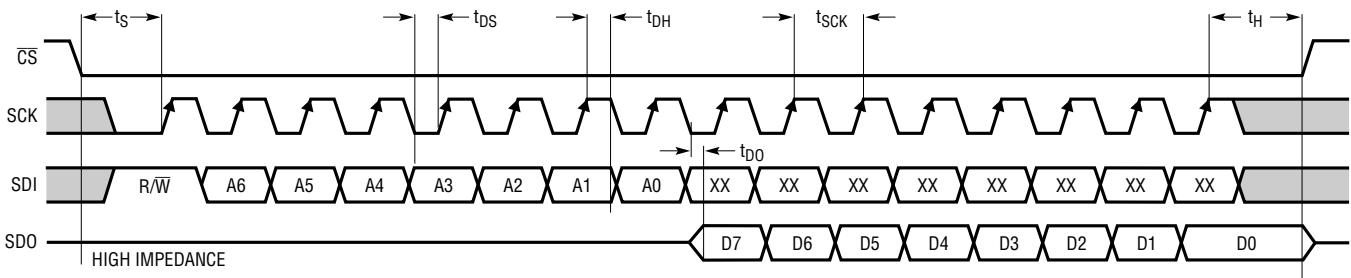 tS tDS tDH tSCK tH
CS
SCK
tDO
SDI R/W A6 A5 A4 A3 A2 A1 A0 XX XX XX XX XX XX XX XX
SDO D7 D6 D5 D4 D3 D2 D1 D0
HIGH IMPEDANCE